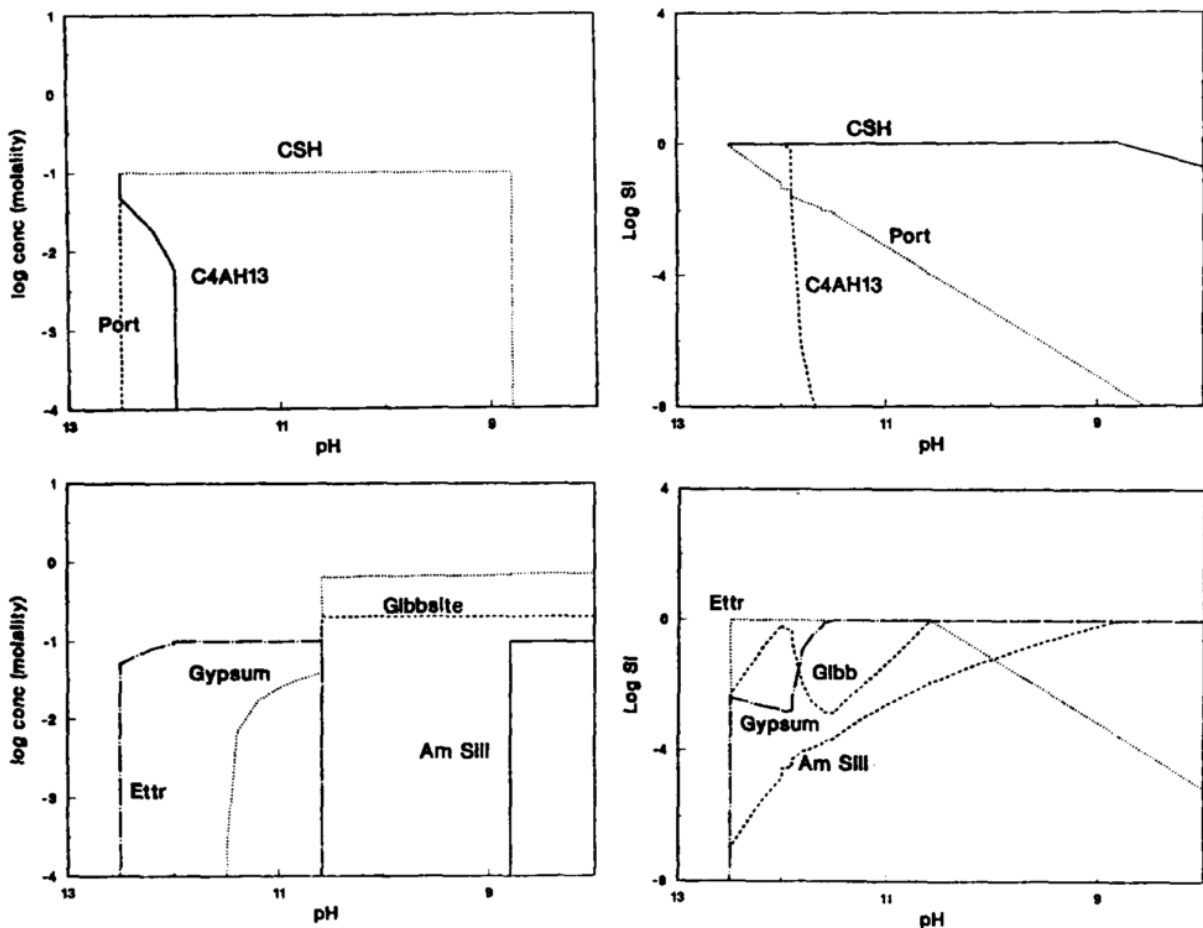 1
0
-1
-2
-3
-4
log conc (molality)
CSH
C4AH13
Port
13
11
9
pH
4
0
-4
-8
Log SI
CSH
Port
C4AH13
13
11
9
pH
1
0
-1
-2
-3
-4
log conc (molality)
Gibbsite
Gypsum
Am Sili
Ettr
13
11
9
pH
4
0
-4
-8
Log SI
Ettr
Gibb
Gypsum
Am Sili
13
11
9
pH